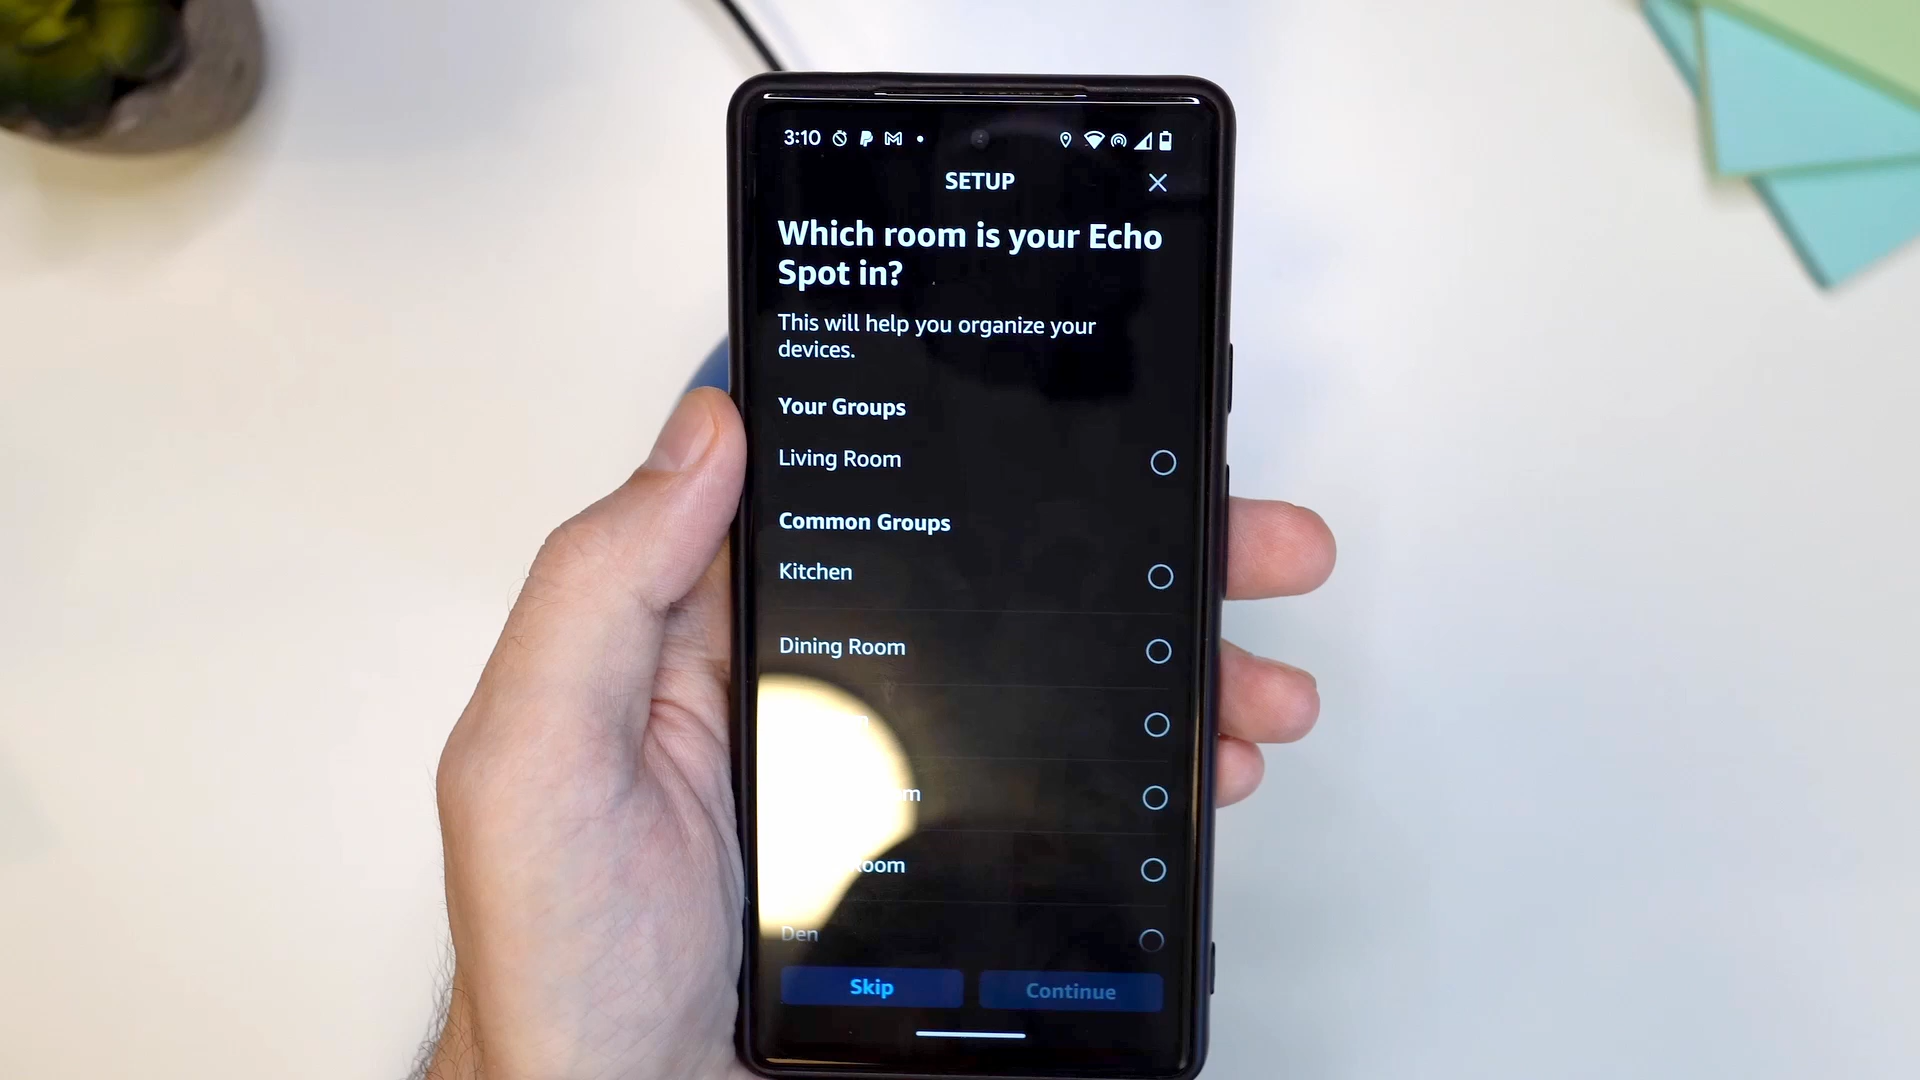 3:10
SETUP
Which room is your Echo
Spot in?
This will help you organize your
devices.
Your Groups
Living Room
Common Groups
Kitchen
Dining Room
Room
Den
Skip
Continue